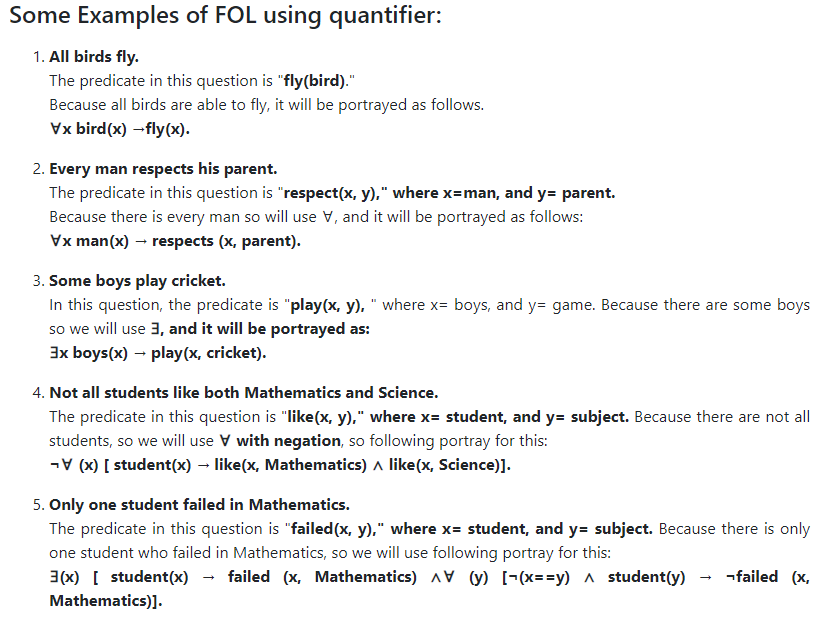 Some Examples of FOL using quantifier:
1. All birds fly.
The predicate in this question is "fly(bird)."
Because all birds are able to fly, it will be portrayed as follows.
∀x bird(x) →fly(x).
2. Every man respects his parent.
The predicate in this question is "respect(x, y)," where x=man, and y= parent.
Because there is every man so will use ∀, and it will be portrayed as follows:
∀x man(x) → respects (x, parent).
3. Some boys play cricket.
In this question, the predicate is "play(x, y), " where x= boys, and y= game. Because there are some boys
so we will use ∃, and it will be portrayed as:
∃x boys(x) → play(x, cricket).
4. Not all students like both Mathematics and Science.
The predicate in this question is "like(x, y)," where x= student, and y= subject. Because there are not all
students, so we will use ∀ with negation, so following portray for this:
¬∀ (x) [ student(x) → like(x, Mathematics) ∧ like(x, Science)].
5. Only one student failed in Mathematics.
The predicate in this question is "failed(x, y)," where x= student, and y= subject. Because there is only
one student who failed in Mathematics, so we will use following portray for this:
∃(x) [ student(x) → failed (x, Mathematics) ∧∀ (y) [¬(x==y) ∧ student(y) → ¬failed (x,
Mathematics)].